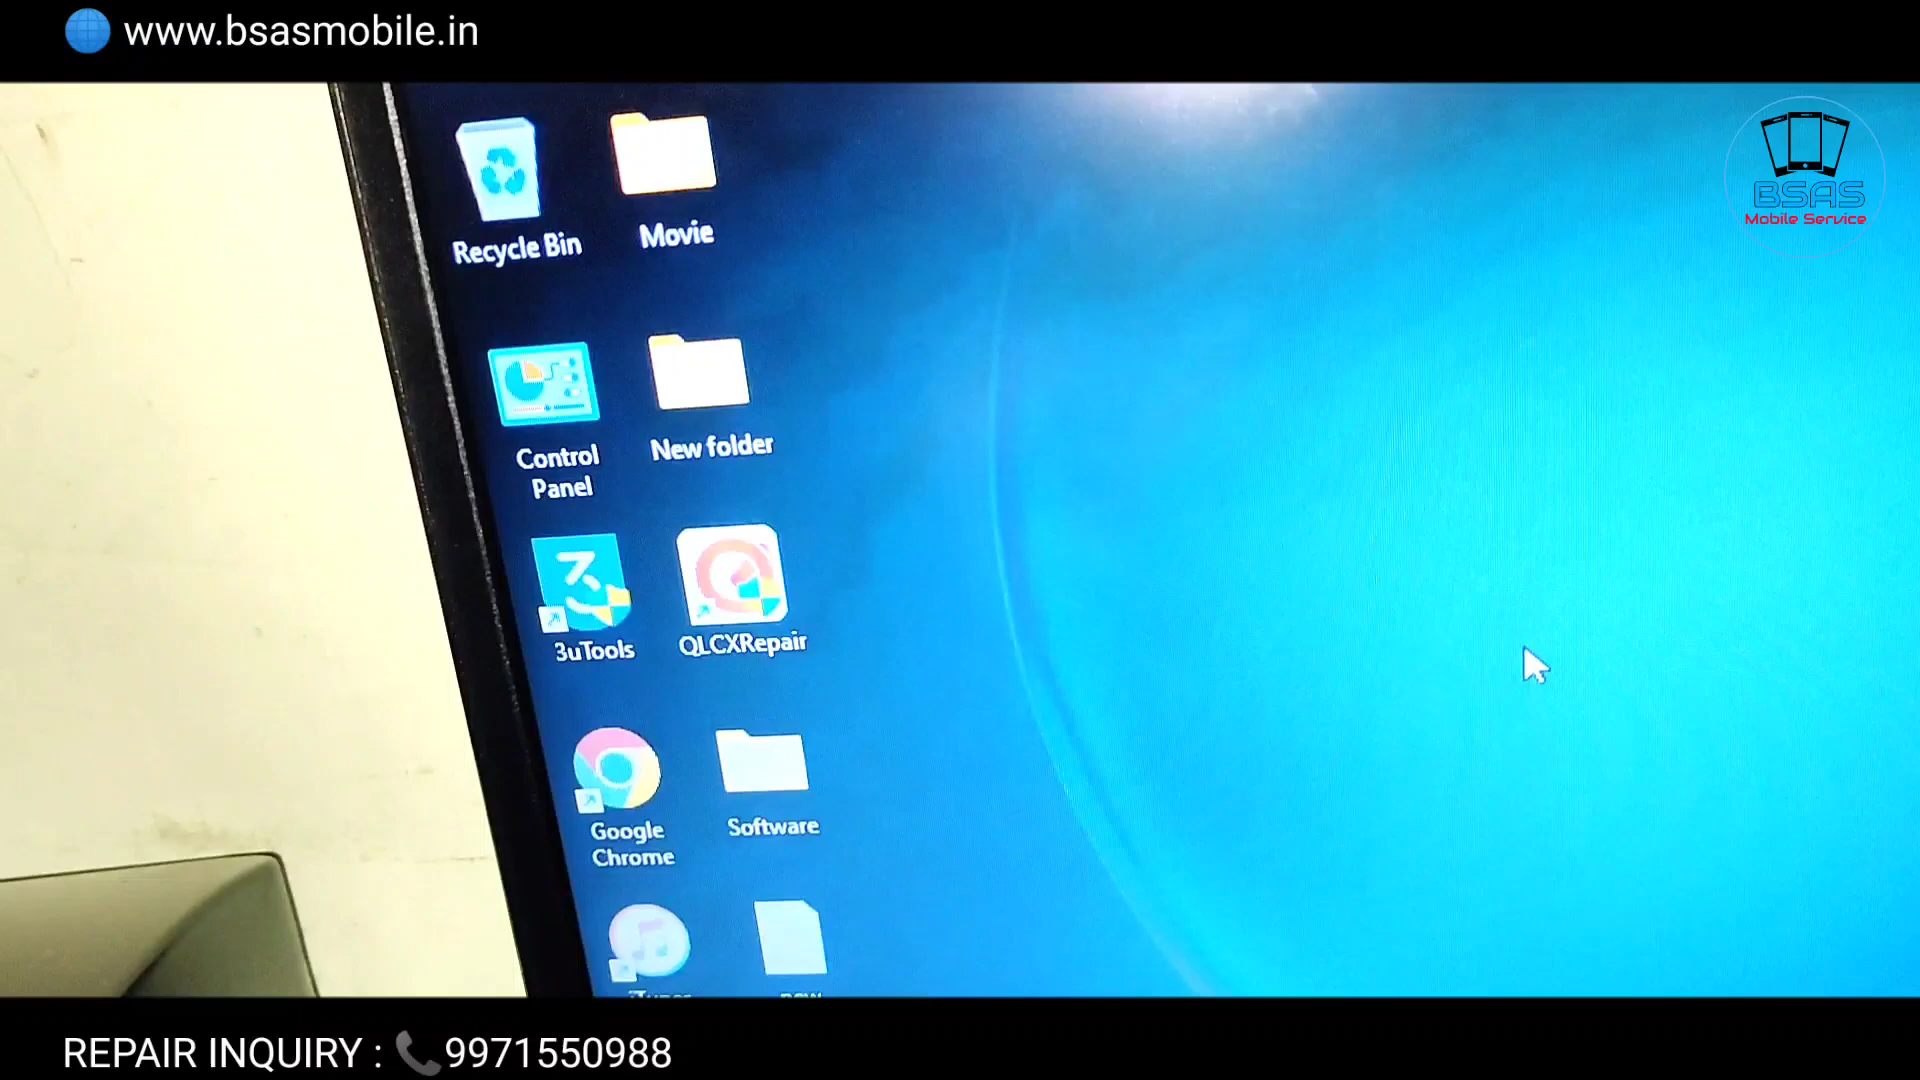 www.bsasmobile.in
BSAS
Mobile Service
Recycle Bin
Movie
Control
Panel
New folder
3uTools
QLCXRepair
Google
Chrome
Software
REPAIR INQUIRY : 9971550988